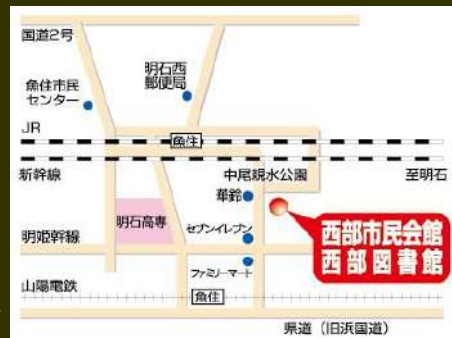 国道2号
明石西
郵便局
魚住市民
センター
JR
魚住
新幹線
中尾親水公園
至明石
華鈴
明石高専
西部市民会館
西部図書館
セブンイレブン
明姫幹線
ファミリーマート
山陽電鉄
魚住
県道(旧浜国道)